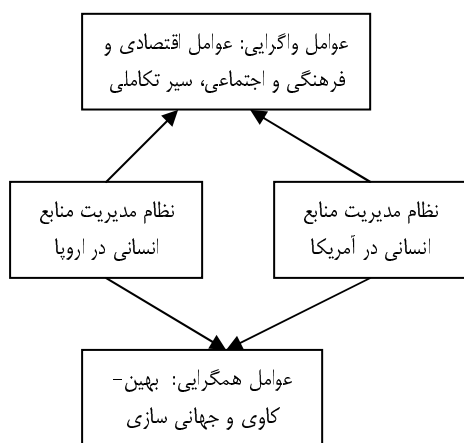 عوامل واگرایی: عوامل اقتصادی و
فرهنگی و اجتماعی، سیر تکاملی
نظام مدیریت منابع
انسانی در آمریکا
نظام مدیریت منابع
انسانی در اروپا
عوامل همگرایی: بهین-
کاوی و جهانی سازی